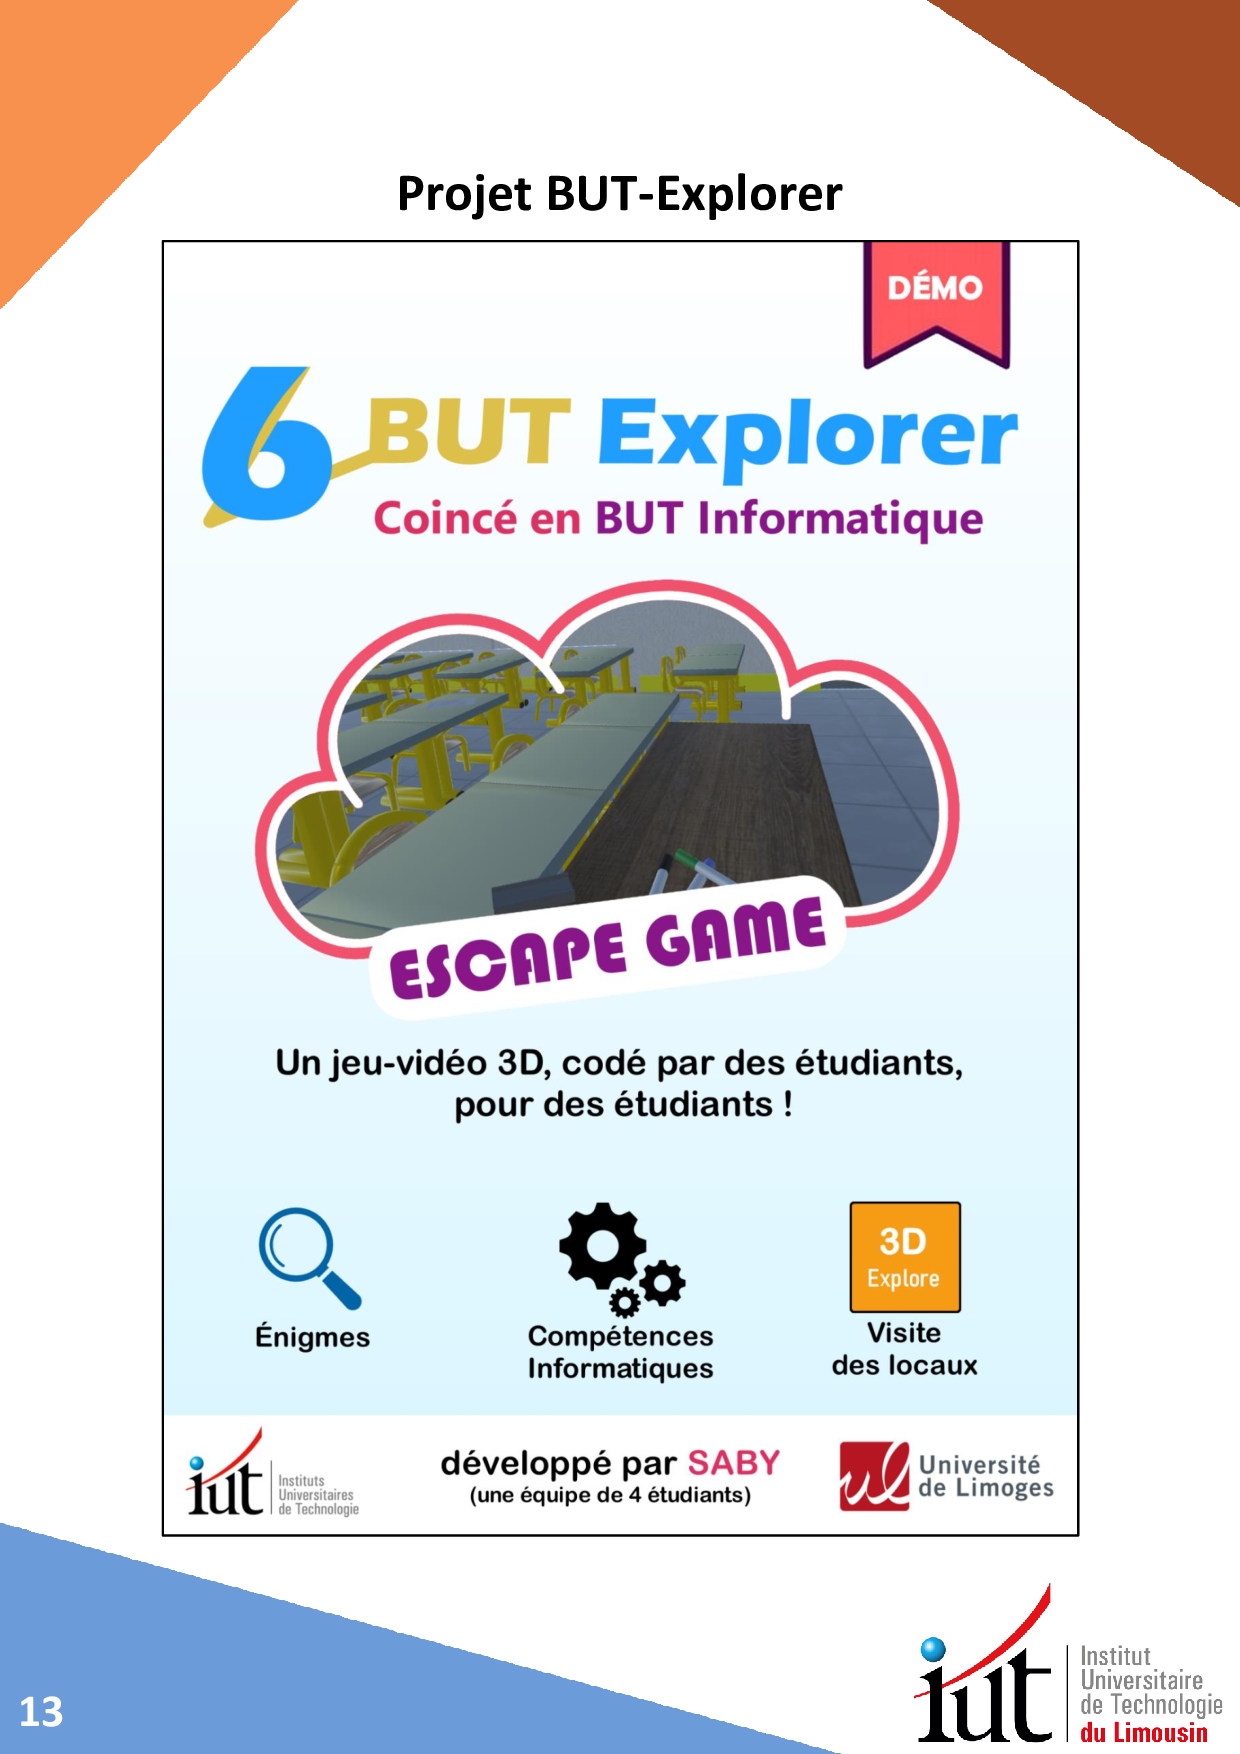 Projet BUT-Explorer
DÉMO
6 BUT Explorer
Coincé en BUT Informatique
ESCAPE GAME
Un jeu-vidéo 3D, codé par des étudiants,
pour des étudiants !
3D
Explore
Énigmes
Compétences
Informatiques
Visite
des locaux
iut
Instituts
Universitaires
de Technologie
développé par SABY
(une équipe de 4 étudiants)
ul
Université
de Limoges
13
iut
Institut
Universitaire
de Technologie
du Limousin